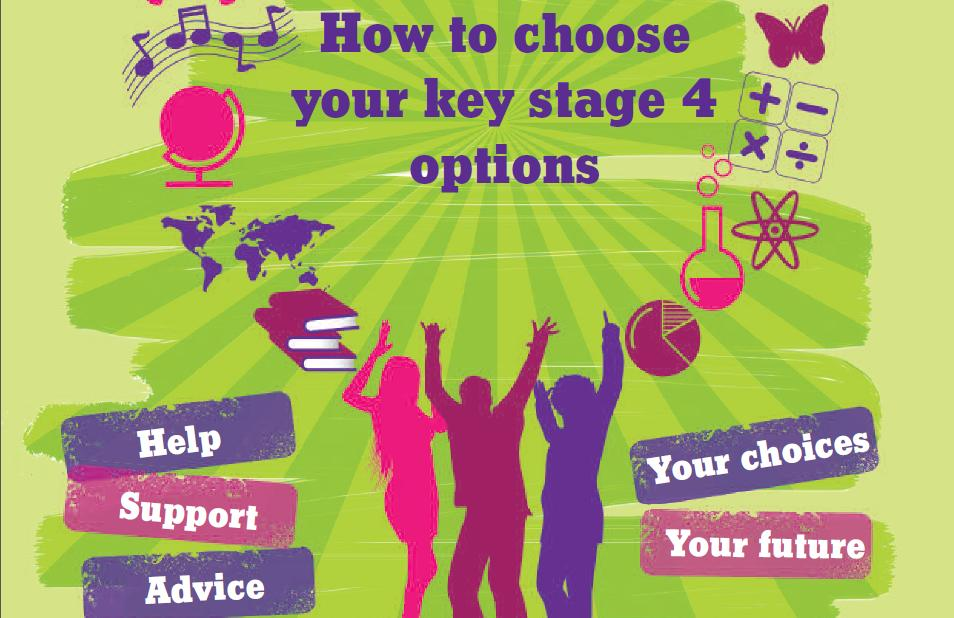 How to choose
your key stage 4
options
Help
Support
Advice
Your choices
Your future